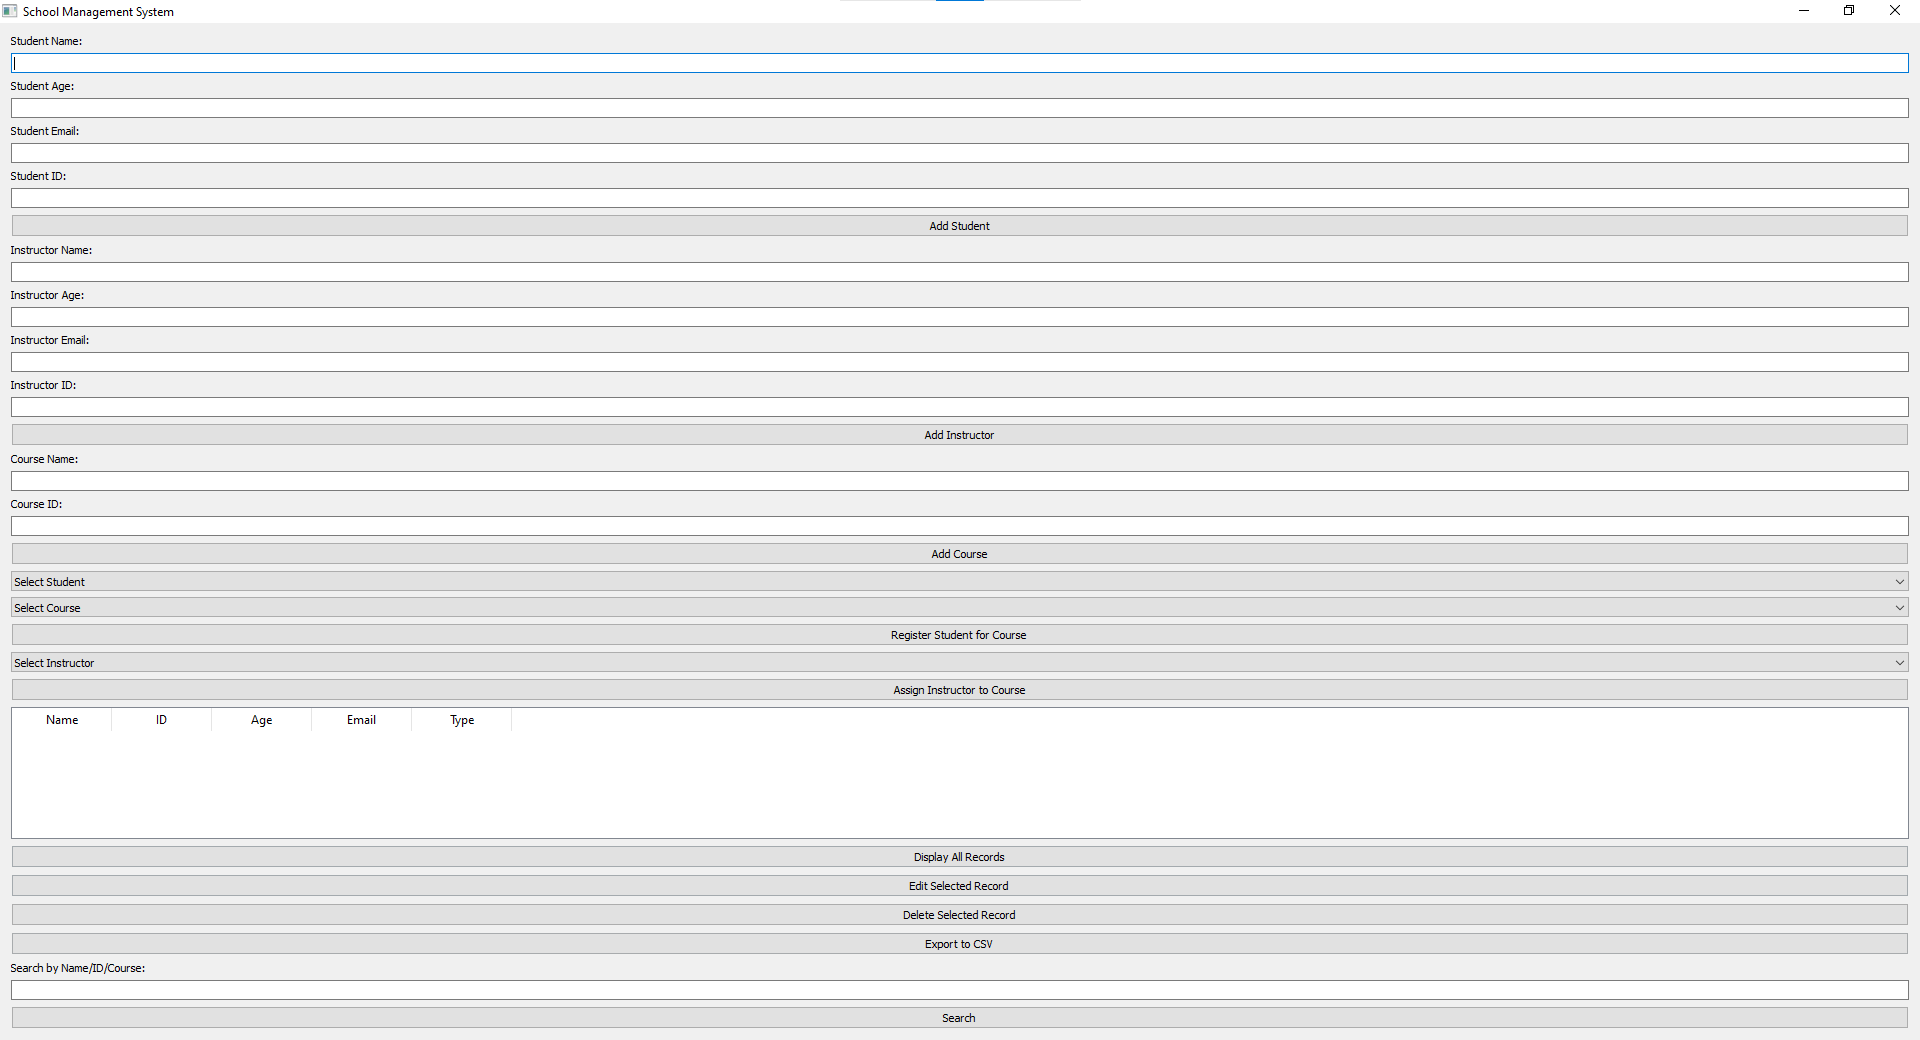 School Management System
Student Name:
Student Age:
Student Email:
Student ID:
Add Student
Instructor Name:
Instructor Age:
Instructor Email:
Instructor ID:
Add Instructor
Course Name:
Course ID:
Add Course
Select Student
Select Course
Register Student for Course
Select Instructor
Assign Instructor to Course
Name ID Age Email Type
Display All Records
Edit Selected Record
Delete Selected Record
Export to CSV
Search by Name/ID/Course:
Search